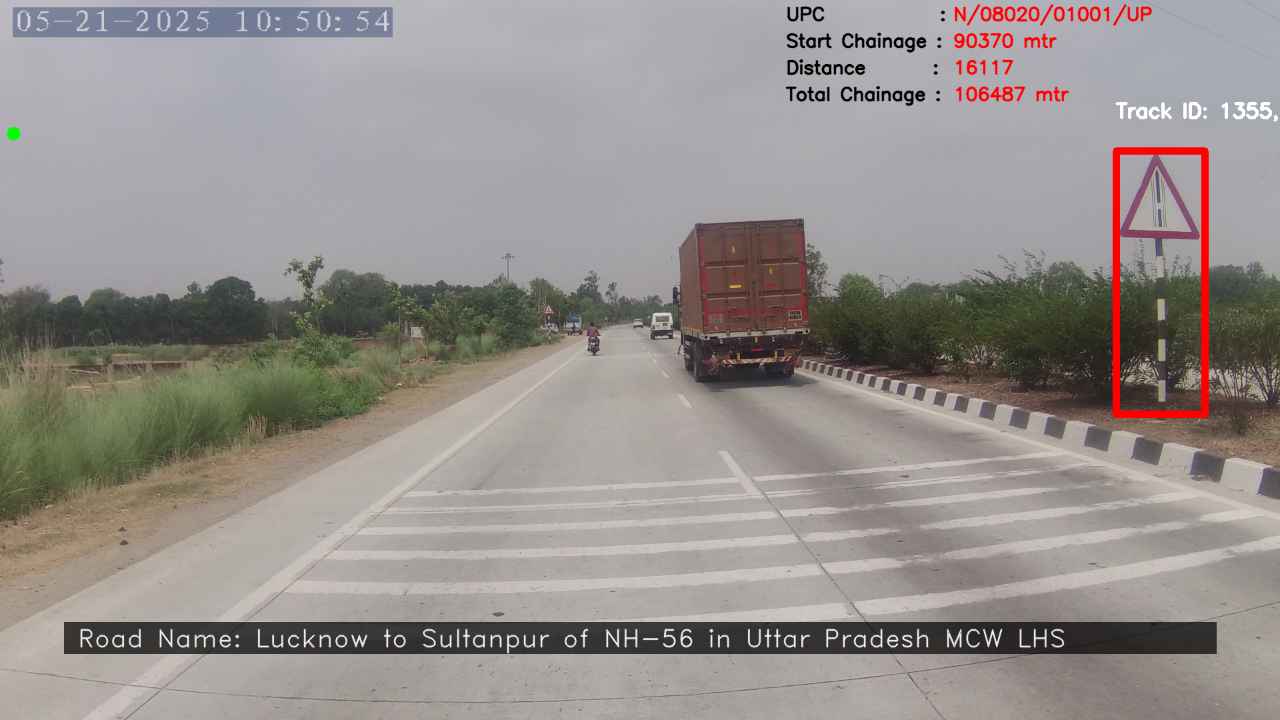 05-21-2025 10:50:54
UPC : N/08020/01001/UP
Start Chainage : 90370 mtr
Distance : 16117
Total Chainage : 106487 mtr
Track ID: 1355,
Road Name: Lucknow to Sultanpur of NH-56 in Uttar Pradesh MCW LHS